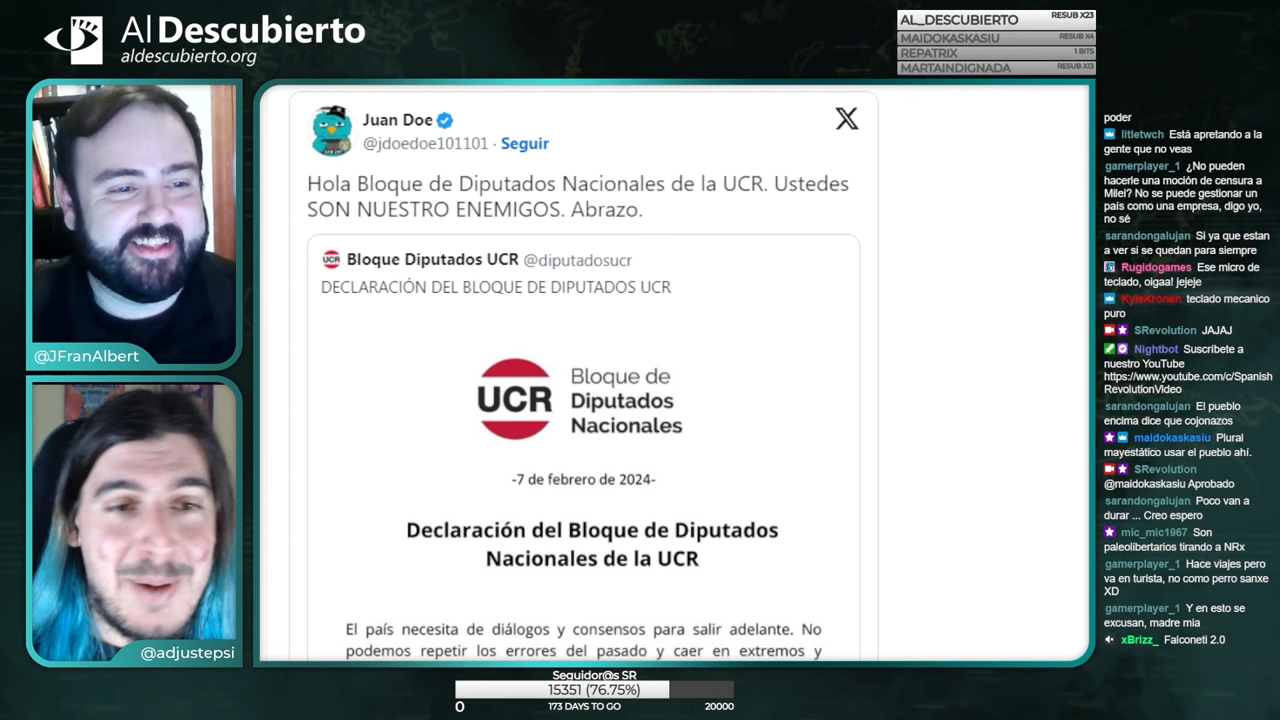 Al Descubierto
aldescubierto.org
AL_DESCUBIERTO RESUB X23
MAIDOKASKASIU RESUB X4
REPATRIX 1 BITS
MARTAINDIGNADA RESUB X13
@JFranAlbert
@adjustepsi
Juan Doe
@jdoedoe101101 · Seguir
Hola Bloque de Diputados Nacionales de la UCR. Ustedes
SON NUESTRO ENEMIGOS. Abrazo.
UCR Bloque Diputados UCR @diputadosucr
DECLARACIÓN DEL BLOQUE DE DIPUTADOS UCR
UCR
Bloque de
Diputados
Nacionales
-7 de febrero de 2024-
Declaración del Bloque de Diputados
Nacionales de la UCR
El país necesita de diálogos y consensos para salir adelante. No
podemos repetir los errores del pasado y caer en extremos y
poder
litletwch Está apretando a la
gente que no veas
gamerplayer_1 ¿No pueden
hacerle una moción de censura a
Milei? No se puede gestionar un
país como una empresa, digo yo,
no sé
sarandongalujan Si ya que estan
a ver si se quedan para siempre
Rugidogames Ese micro de
teclado, oigaa! jejeje
KyleKronen teclado mecanico
puro
SRevolution JAJAJ
Nightbot Suscríbete a
nuestro YouTube
https://www.youtube.com/c/Spanish
RevolutionVideo
sarandongalujan El pueblo
encima dice que cojonazos
maidokaskasiu Plural
mayestático usar el pueblo ahí.
SRevolution
@maidokaskasiu Aprobado
sarandongalujan Poco van a
durar ... Creo espero
mic_mic1967 Son
paleolibertarios tirando a NRx
gamerplayer_1 Hace viajes pero
va en turista, no como perro sanxe
XD
gamerplayer_1 Y en esto se
excusan, madre mia
xBrizz_ Falconeti 2.0
Seguidor@s SR
15351 (76.75%)
0 173 DAYS TO GO 20000